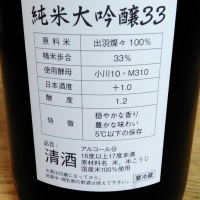 純米大吟醸33
原料米 出羽燦々100%
精米歩合 33%
使用酵母 小川10・M310
日本酒度 +1.0
酸度 1.2
特徴 穏やかな香り
豊かな味わい
5℃以下の保存
品目 清酒
アルコール分
16度以上17度未満
原材料名 米、米こうじ
国産米100%使用
要冷蔵